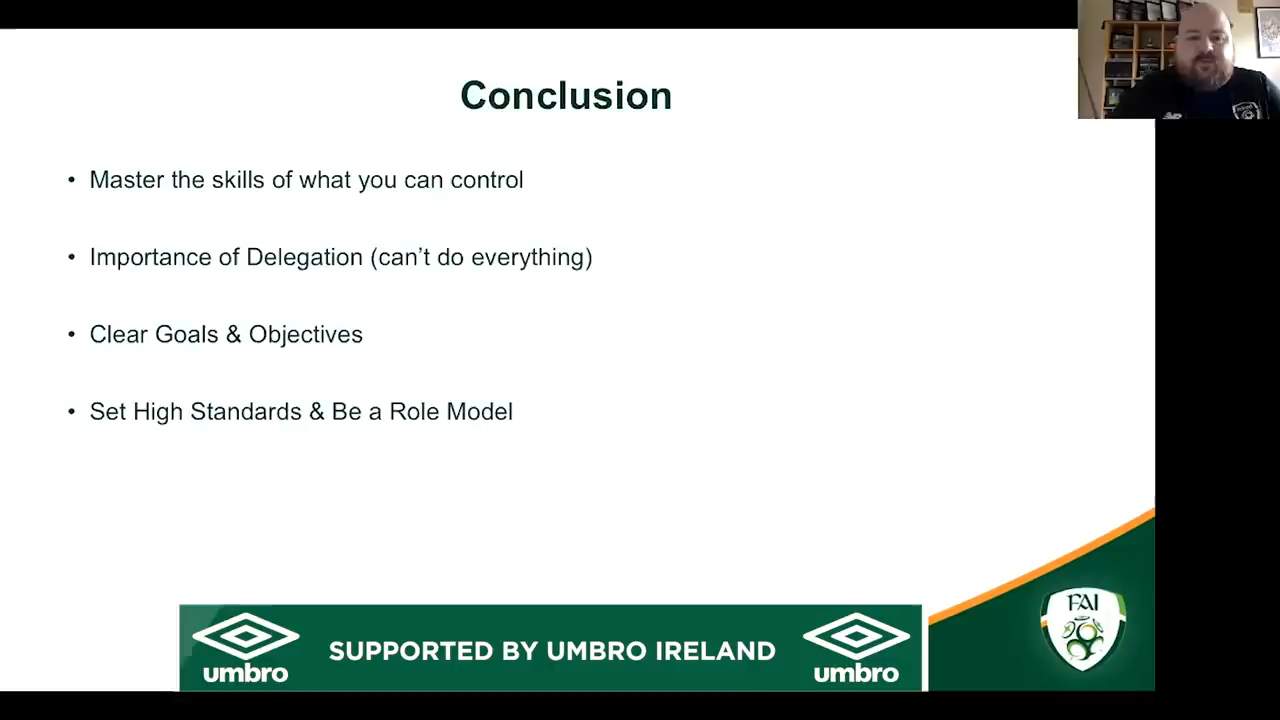 Conclusion
• Master the skills of what you can control
• Importance of Delegation (can’t do everything)
• Clear Goals & Objectives
• Set High Standards & Be a Role Model
umbro
SUPPORTED BY UMBRO IRELAND
umbro
FAI